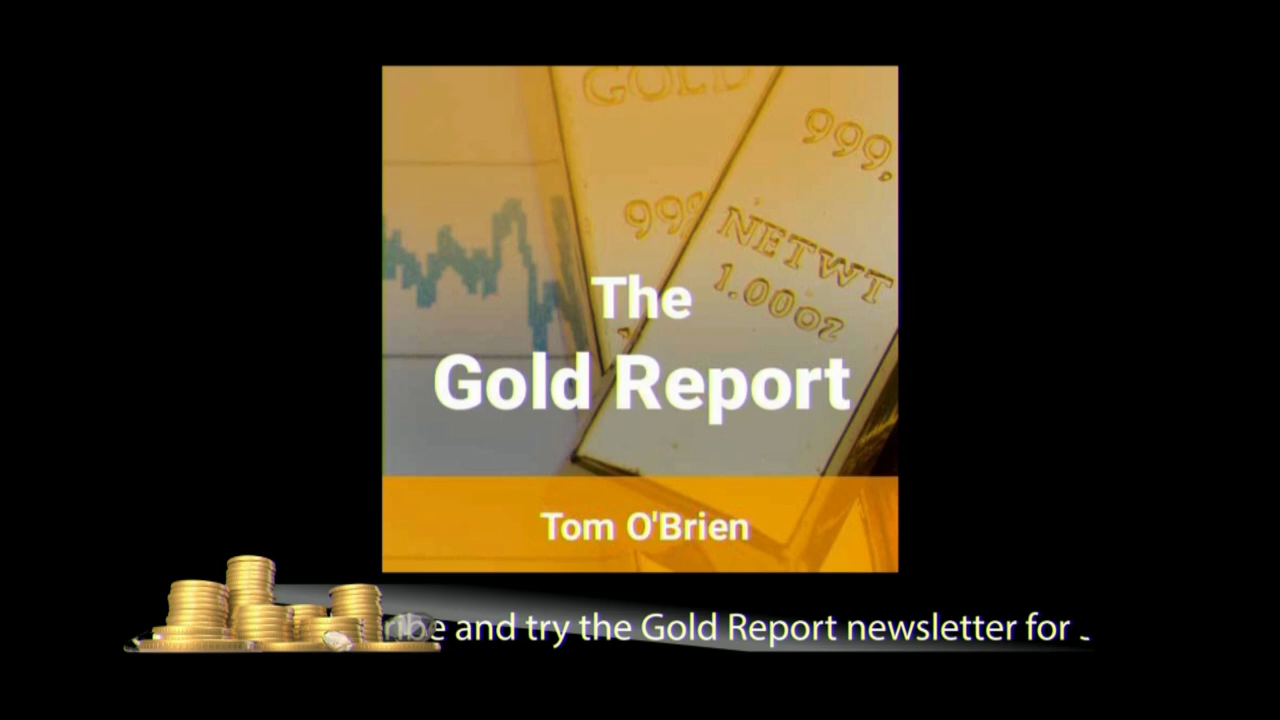 GOLD
999.
999
NETWT
1.00oz
The
Gold Report
Tom O'Brien
and try the Gold Report newsletter for